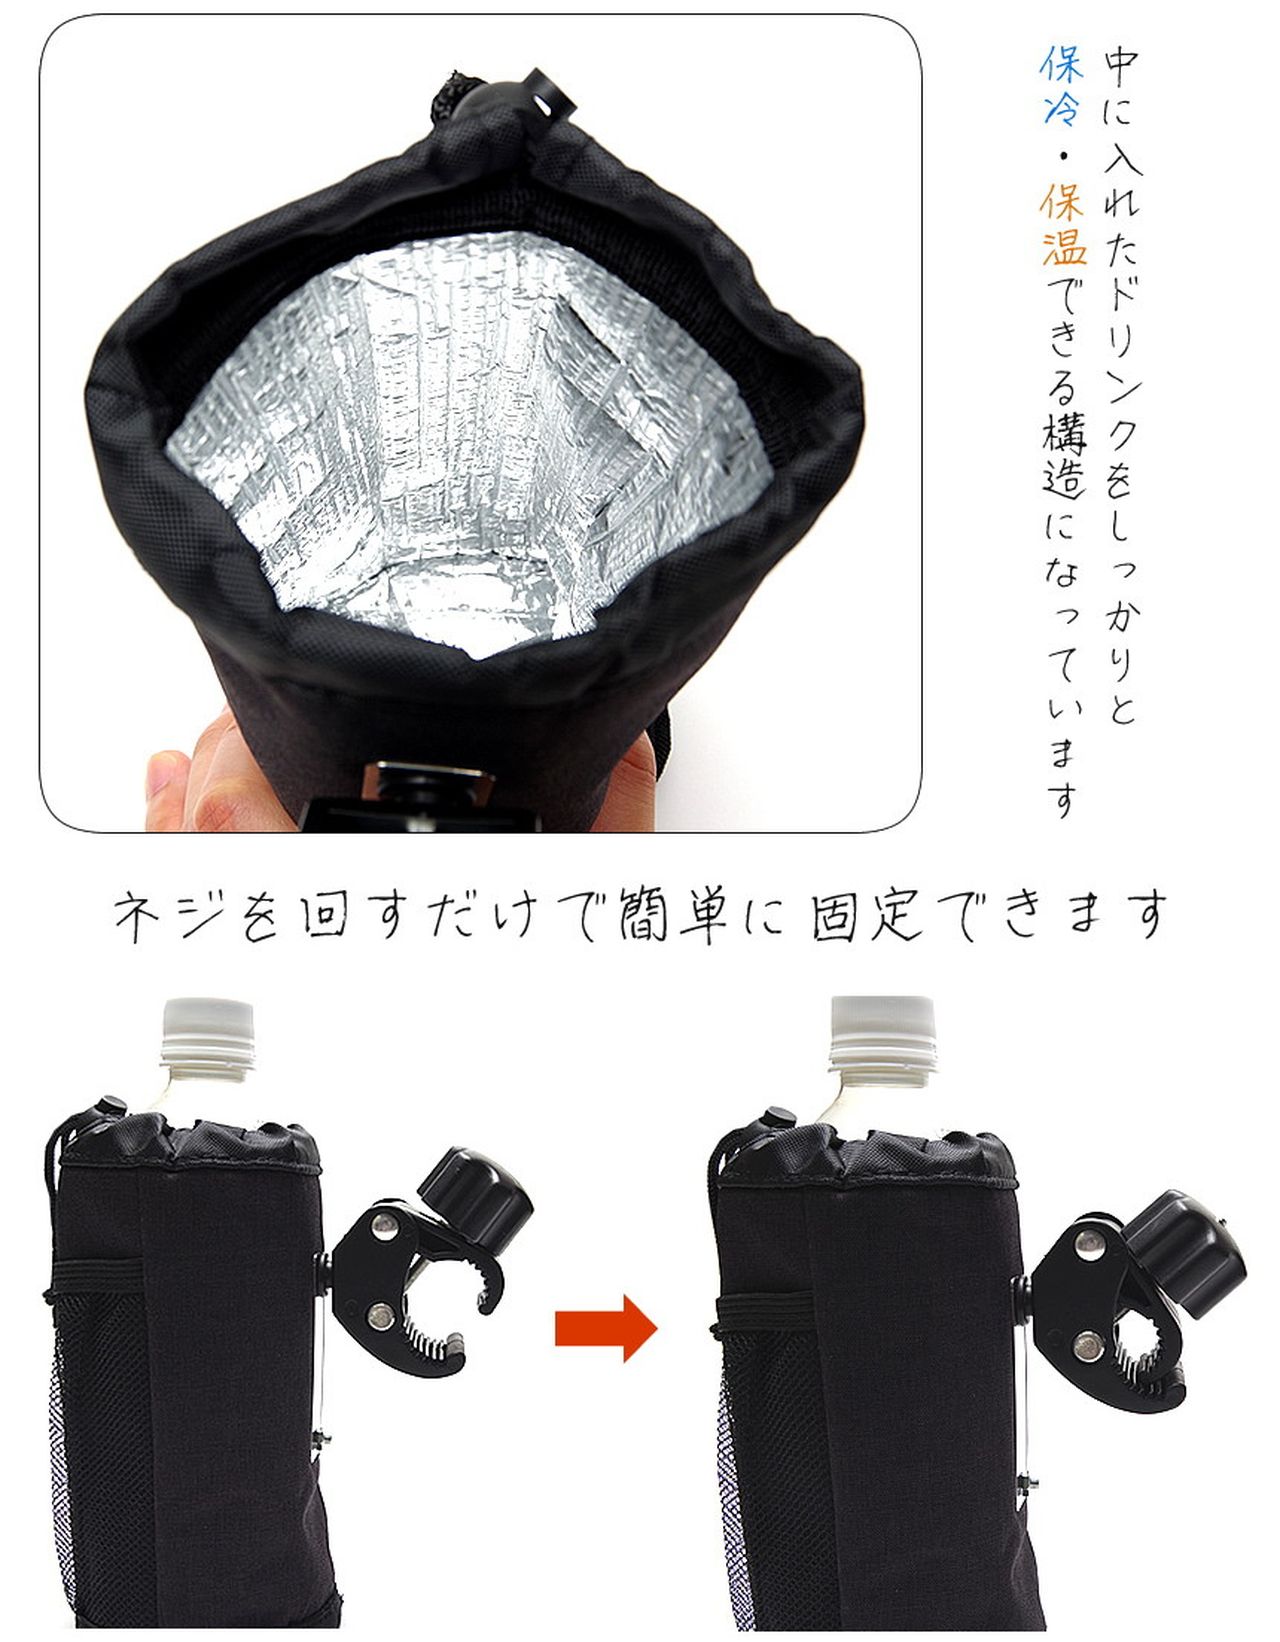 中に入れたドリンクをしっかりと
保冷・保温できる構造になっています
ネジを回すだけで簡単に固定できます